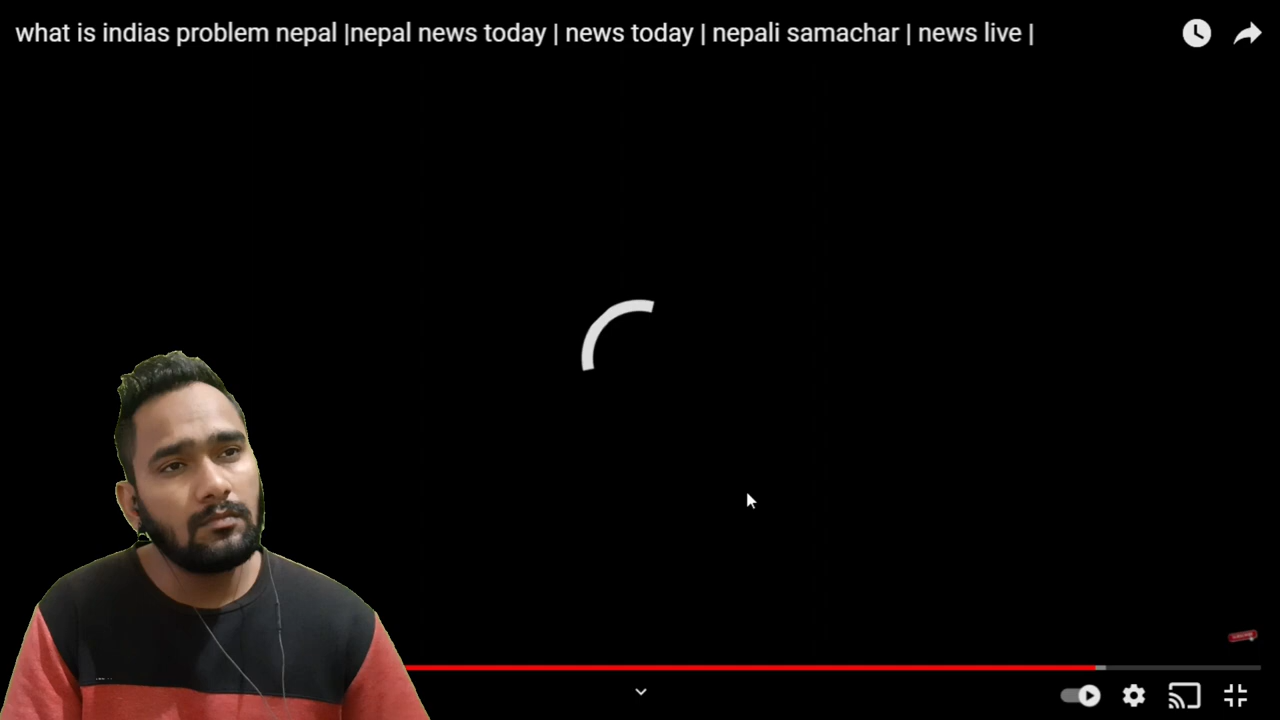 what is indias problem nepal |nepal news today | news today | nepali samachar | news live |